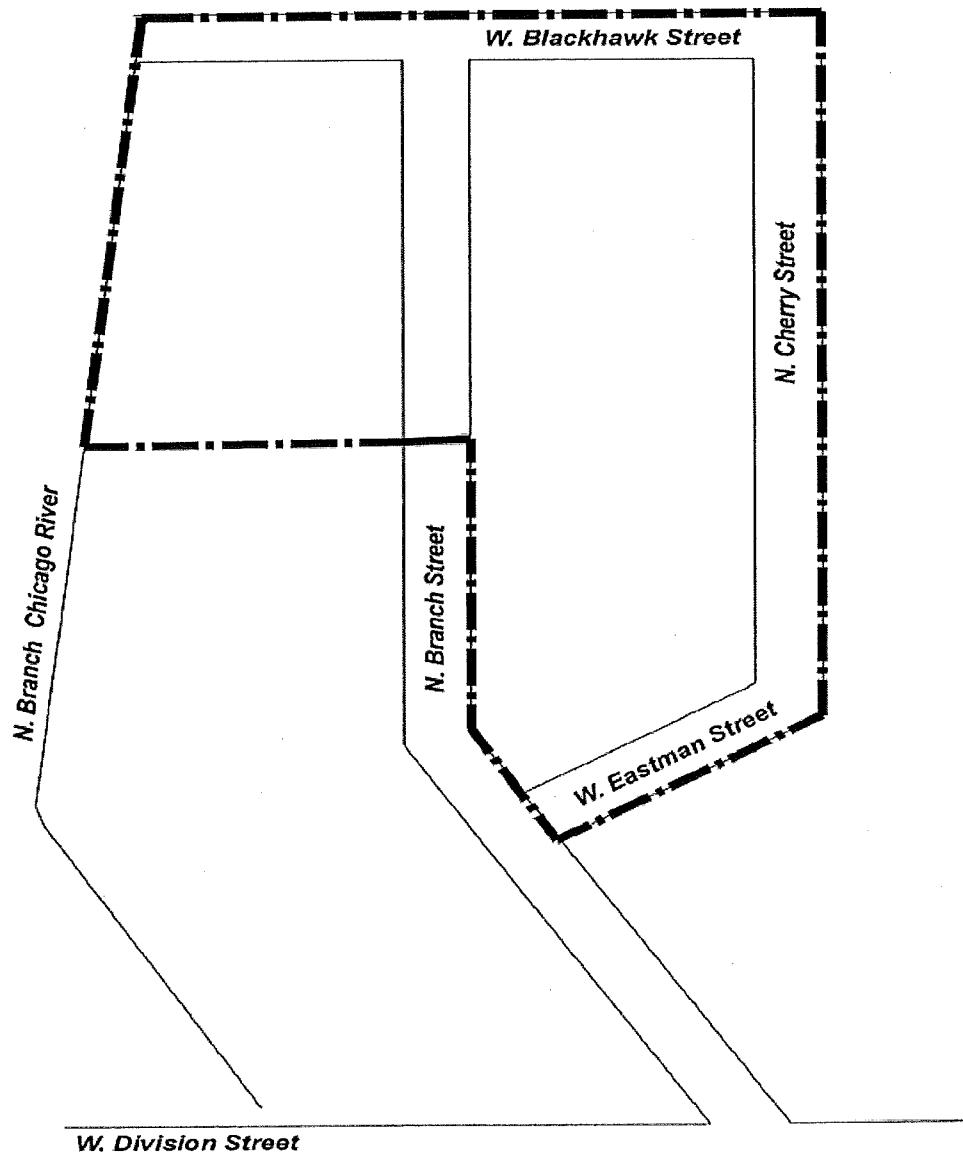 W. Blackhawk Street
N. Cherry Street
N. Branch Chicago River
N. Branch Street
W. Eastman Street
W. Division Street